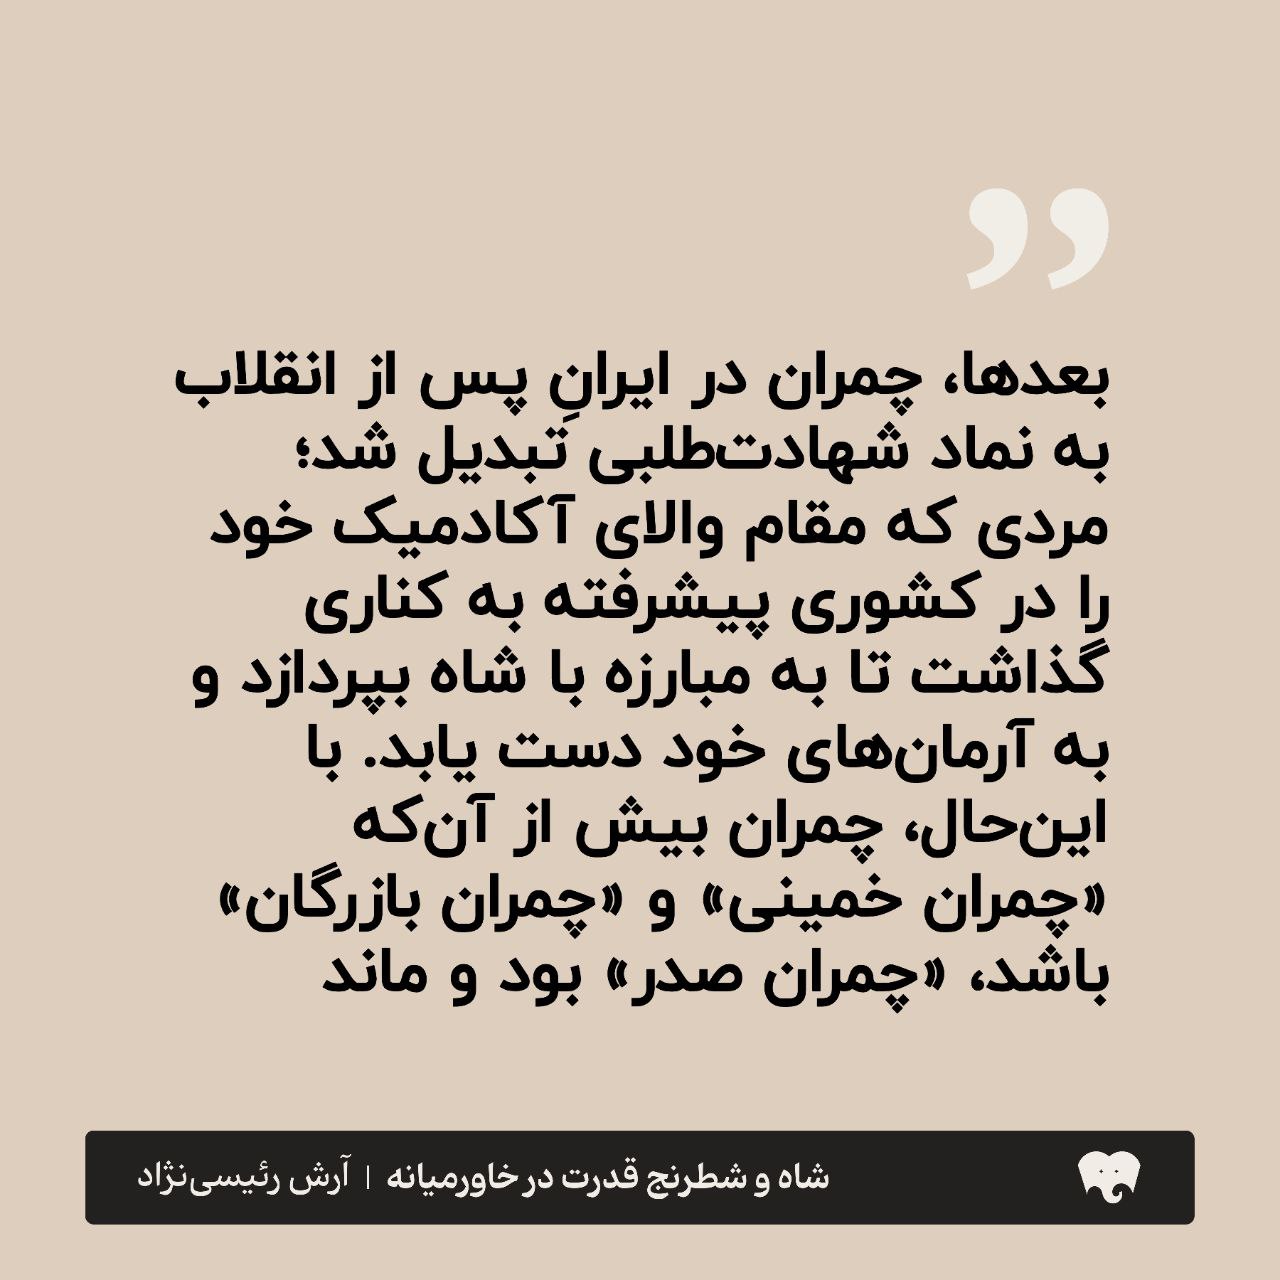 ”
بعدها، چمران در ایرانِ پس از انقلاب
به نماد شهادت‌طلبی تبدیل شد؛
مردی که مقام والای آکادمیک خود
را در کشوری پیشرفته به کناری
گذاشت تا به مبارزه با شاه بپردازد و
به آرمان‌های خود دست یابد. با
این‌حال، چمران بیش از آن‌که
«چمران خمینی» و «چمران بازرگان»
باشد، «چمران صدر» بود و ماند
شاه و شطرنج قدرت در خاورمیانه | آرش رئیسی‌نژاد